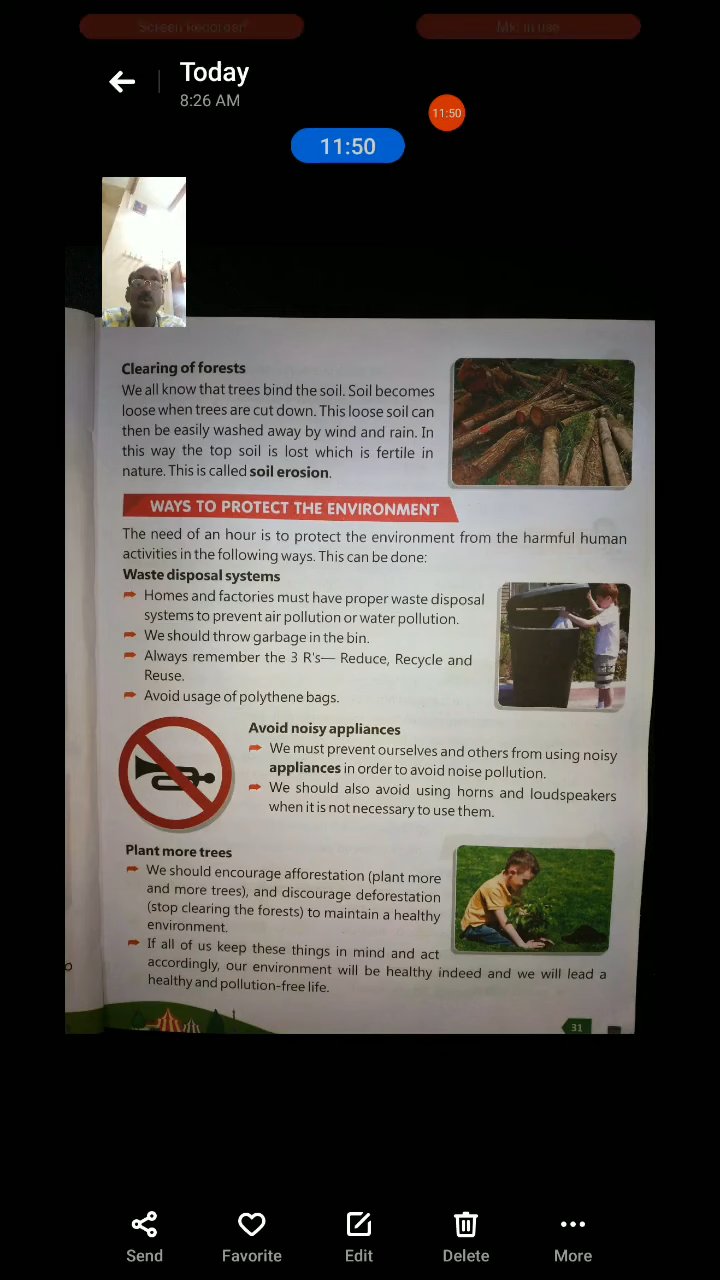 Screen Recorder
Mic in use
Today
8:26 AM
11:50
11:50
Clearing of forests
We all know that trees bind the soil. Soil becomes
loose when trees are cut down. This loose soil can
then be easily washed away by wind and rain. In
this way the top soil is lost which is fertile in
nature. This is called soil erosion.
WAYS TO PROTECT THE ENVIRONMENT
The need of an hour is to protect the environment from the harmful human
activities in the following ways. This can be done:
Waste disposal systems
Homes and factories must have proper waste disposal
systems to prevent air pollution or water pollution.
We should throw garbage in the bin.
Always remember the 3 R's— Reduce, Recycle and
Reuse.
Avoid usage of polythene bags.
Avoid noisy appliances
We must prevent ourselves and others from using noisy
appliances in order to avoid noise pollution.
We should also avoid using horns and loudspeakers
when it is not necessary to use them.
Plant more trees
We should encourage afforestation (plant more
and more trees), and discourage deforestation
(stop clearing the forests) to maintain a healthy
environment.
If all of us keep these things in mind and act
accordingly, our environment will be healthy indeed and we will lead a
healthy and pollution-free life.
31
Send
Favorite
Edit
Delete
More